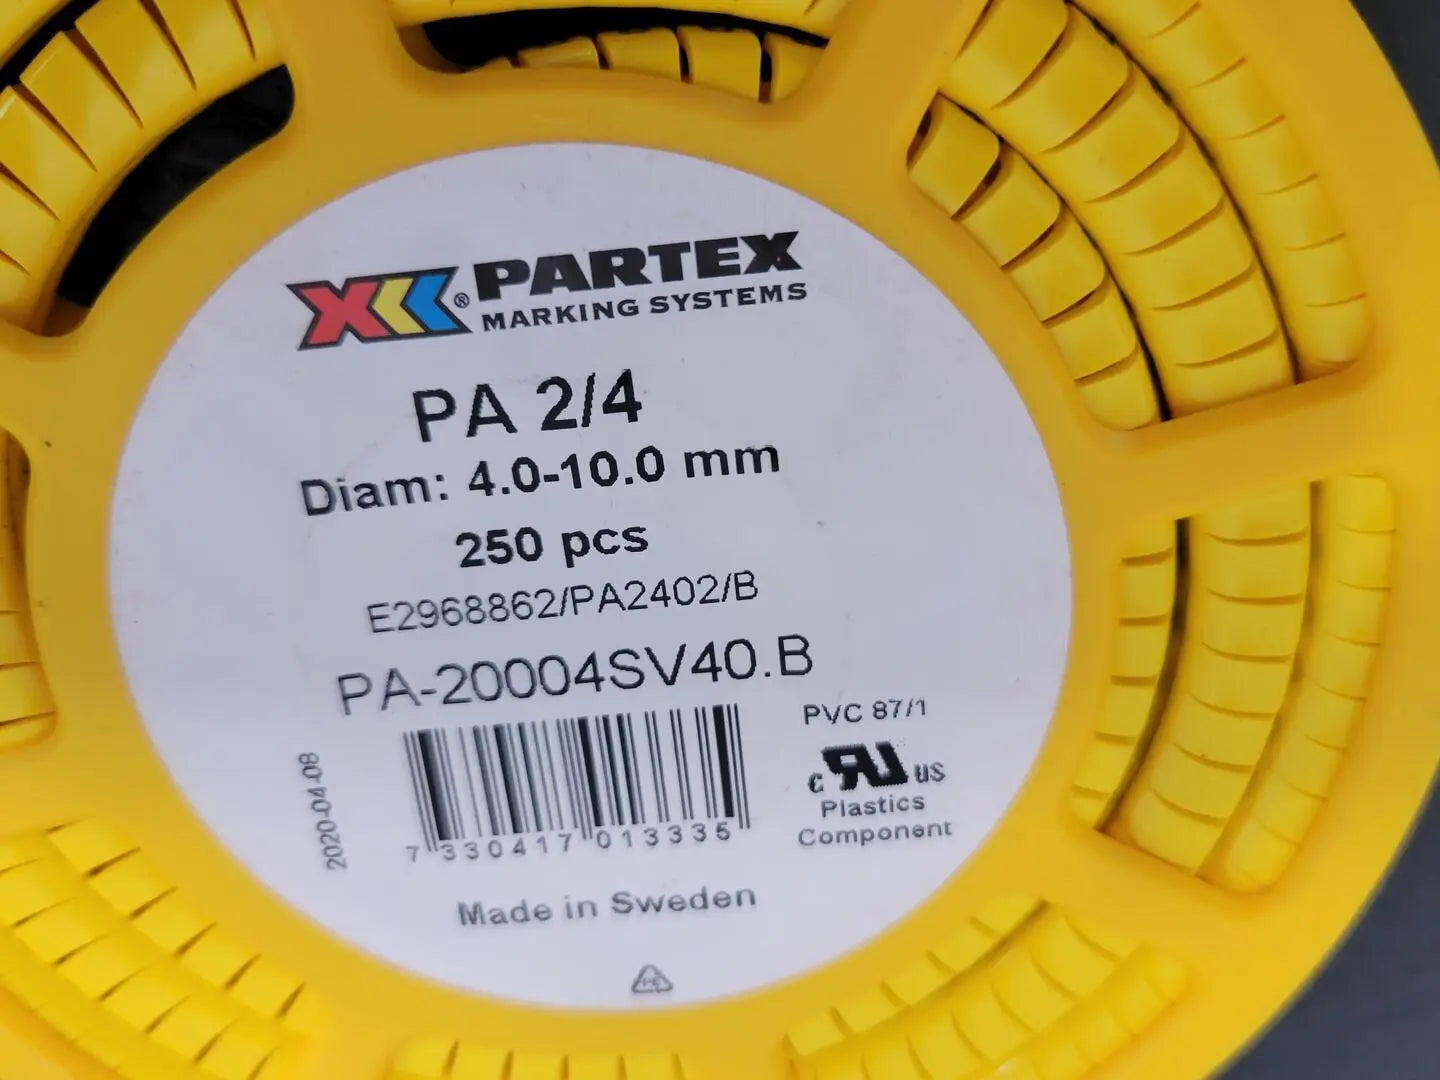 PARTEX
®
MARKING SYSTEMS
PA 2/4
Diam: 4.0-10.0 mm
250 pcs
E2968862/PA2402/B
PA-20004SV40.B
PVC 87/1
c RU US
Plastics
Component
2020-04-08
7 330417 013335
Made in Sweden